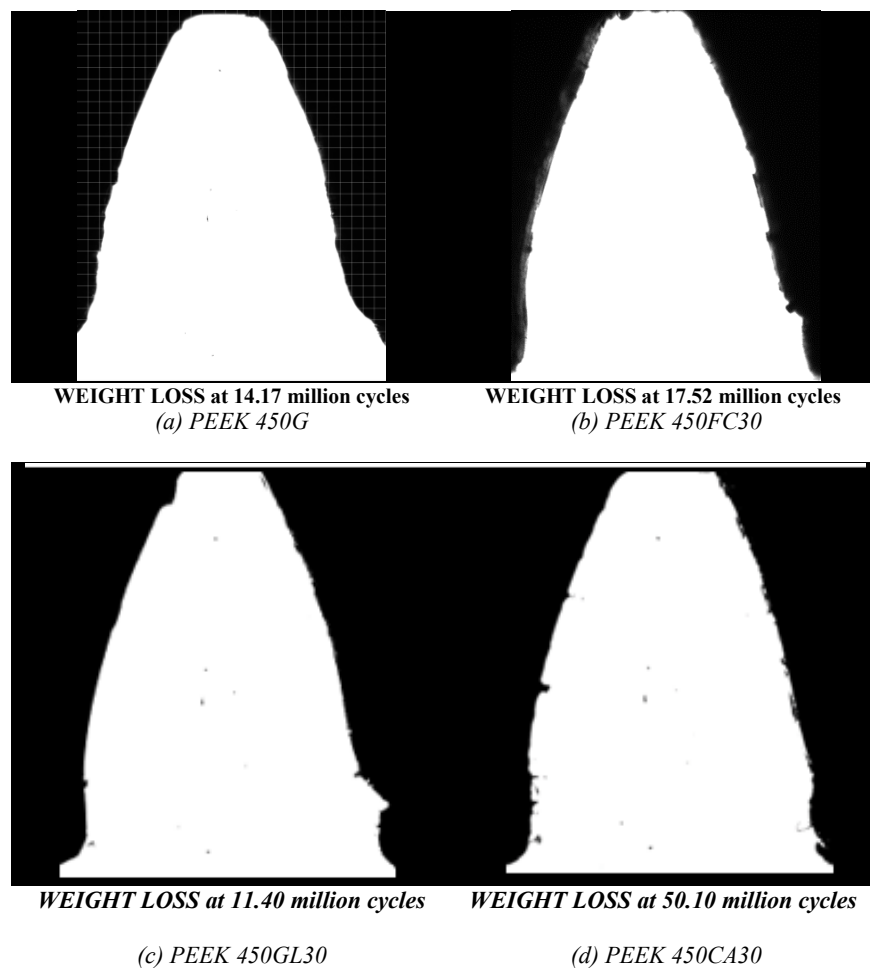 WEIGHT LOSS at 14.17 million cycles
(a) PEEK 450G
WEIGHT LOSS at 17.52 million cycles
(b) PEEK 450FC30
WEIGHT LOSS at 11.40 million cycles
(c) PEEK 450GL30
WEIGHT LOSS at 50.10 million cycles
(d) PEEK 450CA30